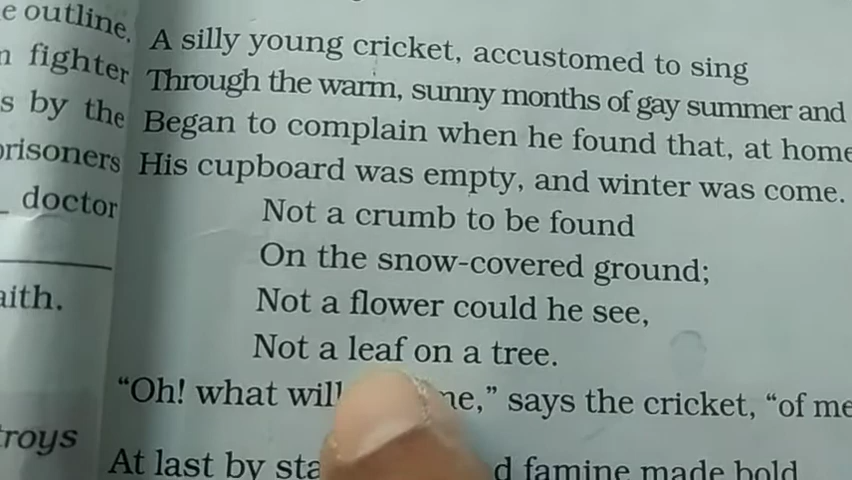 e outline.
fighter
s by the
prisoners
doctor
aith.
troys
A silly young cricket, accustomed to sing
Through the warm, sunny months of gay summer and
Began to complain when he found that, at home
His cupboard was empty, and winter was come.
Not a crumb to be found
On the snow-covered ground;
Not a flower could he see,
Not a leaf on a tree.
“Oh! what will me,” says the cricket, “of me
At last by sta d famine made bold